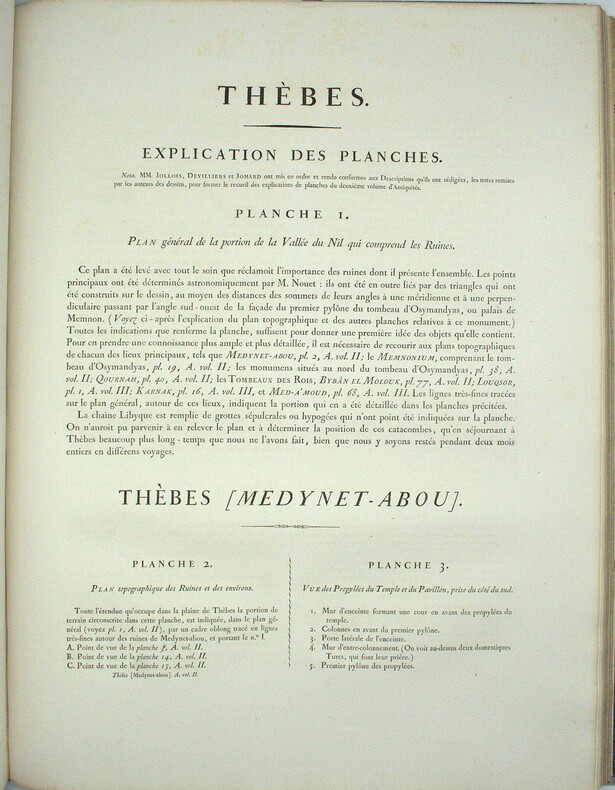 THÈBES.
EXPLICATION DES PLANCHES.
Nota. MM. JOLLOIS, DEVILLIERS et JOMARD ont mis en ordre et rendu conformes aux Descriptions qu'ils ont rédigées, les notes remises
par les auteurs des dessins, pour former le recueil des explications de planches du deuxième volume d'Antiquités.
PLANCHE 1.
PLAN général de la portion de la Vallée du Nil qui comprend les Ruines.
Ce plan a été levé avec tout le soin que réclamoit l'importance des ruines dont il présente l'ensemble. Les points
principaux ont été déterminés astronomiquement par M. Nouet : ils ont été en outre liés par des triangles qui ont
été construits sur le dessin, au moyen des distances des sommets de leurs angles à une méridienne et à une perpen-
diculaire passant par l'angle sud-ouest de la façade du premier pylône du tombeau d'Osymandyas, ou palais de
Memnon. (Voyez ci-après l'explication du plan topographique et des autres planches relatives à ce monument.)
Toutes les indications que renferme la planche, suffisent pour donner une première idée des objets qu'elle contient.
Pour en prendre une connoissance plus ample et plus détaillée, il est nécessaire de recourir aux plans topographiques
de chacun des lieux principaux, tels que MEDYNET-ABOU, pl. 2, A. vol. II; le MEMNONIUM, comprenant le tom-
beau d'Osymandyas, pl. 19, A. vol. II; les monumens situés au nord du tombeau d'Osymandyas, pl. 38, A.
vol. II; QOURNAH, pl. 40, A. vol. II; les TOMBEAUX DES ROIS, BYBÂN EL MOLOUK, pl. 77, A. vol. II; LOUQSOR,
pl. 1, A. vol. III; KARNAK, pl. 16, A. vol. III, et MED-A'MOUD, pl. 68, A. vol. III. Les lignes très-fines tracées
sur le plan général, autour de ces lieux, indiquent la portion qui en a été détaillée dans les planches précitées.
La chaîne Libyque est remplie de grottes sépulcrales ou hypogées qui n'ont point été indiquées sur la planche.
On n'auroit pu parvenir à en relever le plan et à déterminer la position de ces catacombes, qu'en séjournant à
Thèbes beaucoup plus long-temps que nous ne l'avons fait, bien que nous y soyons restés pendant deux mois
entiers en différens voyages.
THÈBES [MEDYNET-ABOU].
PLANCHE 2.
PLAN topographique des Ruines et des environs.
Toute l'étendue qu'occupe dans la plaine de Thèbes la portion de
terrain circonscrite dans cette planche, est indiquée, dans le plan gé-
néral (voyez pl. 1, A. vol. II), par un cadre oblong tracé en lignes
très-fines autour des ruines de Medynet-abou, et portant le n.° I.
A. Point de vue de la planche 3, A. vol. II.
B. Point de vue de la planche 14, A. vol. II.
C. Point de vue de la planche 15, A. vol. II.
Thèbes [Medynet-abou] A. vol. II.
PLANCHE 3.
VUE des Propylées du Temple et du Pavillon, prise du côté du sud.
1. Mur d'enceinte formant une cour en avant des propylées du
temple.
2. Colonnes en avant du premier pylône.
3. Porte latérale de l'enceinte.
4. Mur d'entre-colonnement. (On voit au-dessus deux domestiques
Turcs, qui font leur prière.)
5. Premier pylône des propylées.